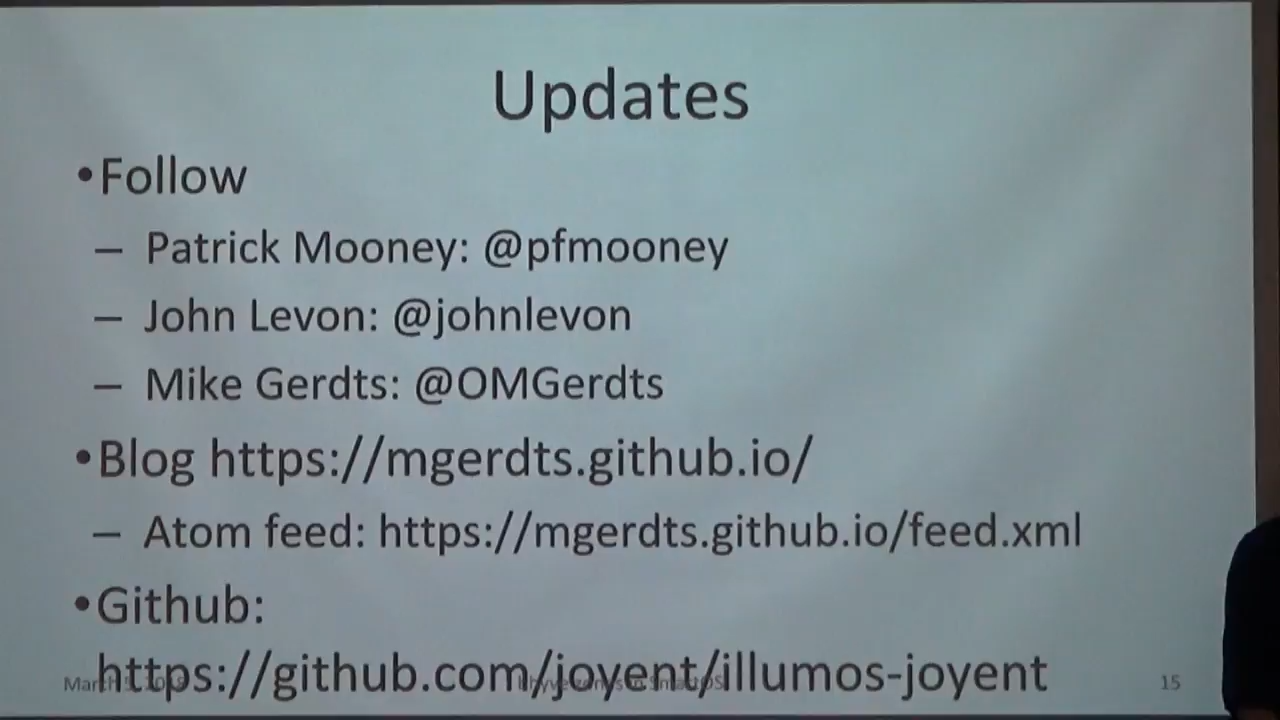 Updates
•Follow
– Patrick Mooney: @pfmooney
– John Levon: @johnlevon
– Mike Gerdts: @OMGerdts
•Blog https://mgerdts.github.io/
– Atom feed: https://mgerdts.github.io/feed.xml
•Github:
https://github.com/joyent/illumos-joyent
15